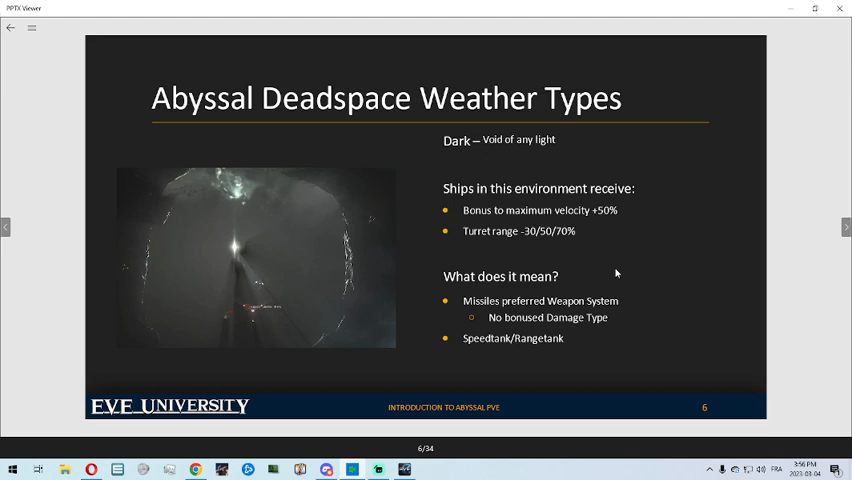 PPTX Viewer
Abyssal Deadspace Weather Types
Dark – Void of any light
Ships in this environment receive:
Bonus to maximum velocity +50%
Turret range -30/50/70%
What does it mean?
Missiles preferred Weapon System
No bonused Damage Type
Speedtank/Rangetank
EVE UNIVERSITY
INTRODUCTION TO ABYSSAL PVE
6
6/34
FRA
3:56 PM
2023-03-04